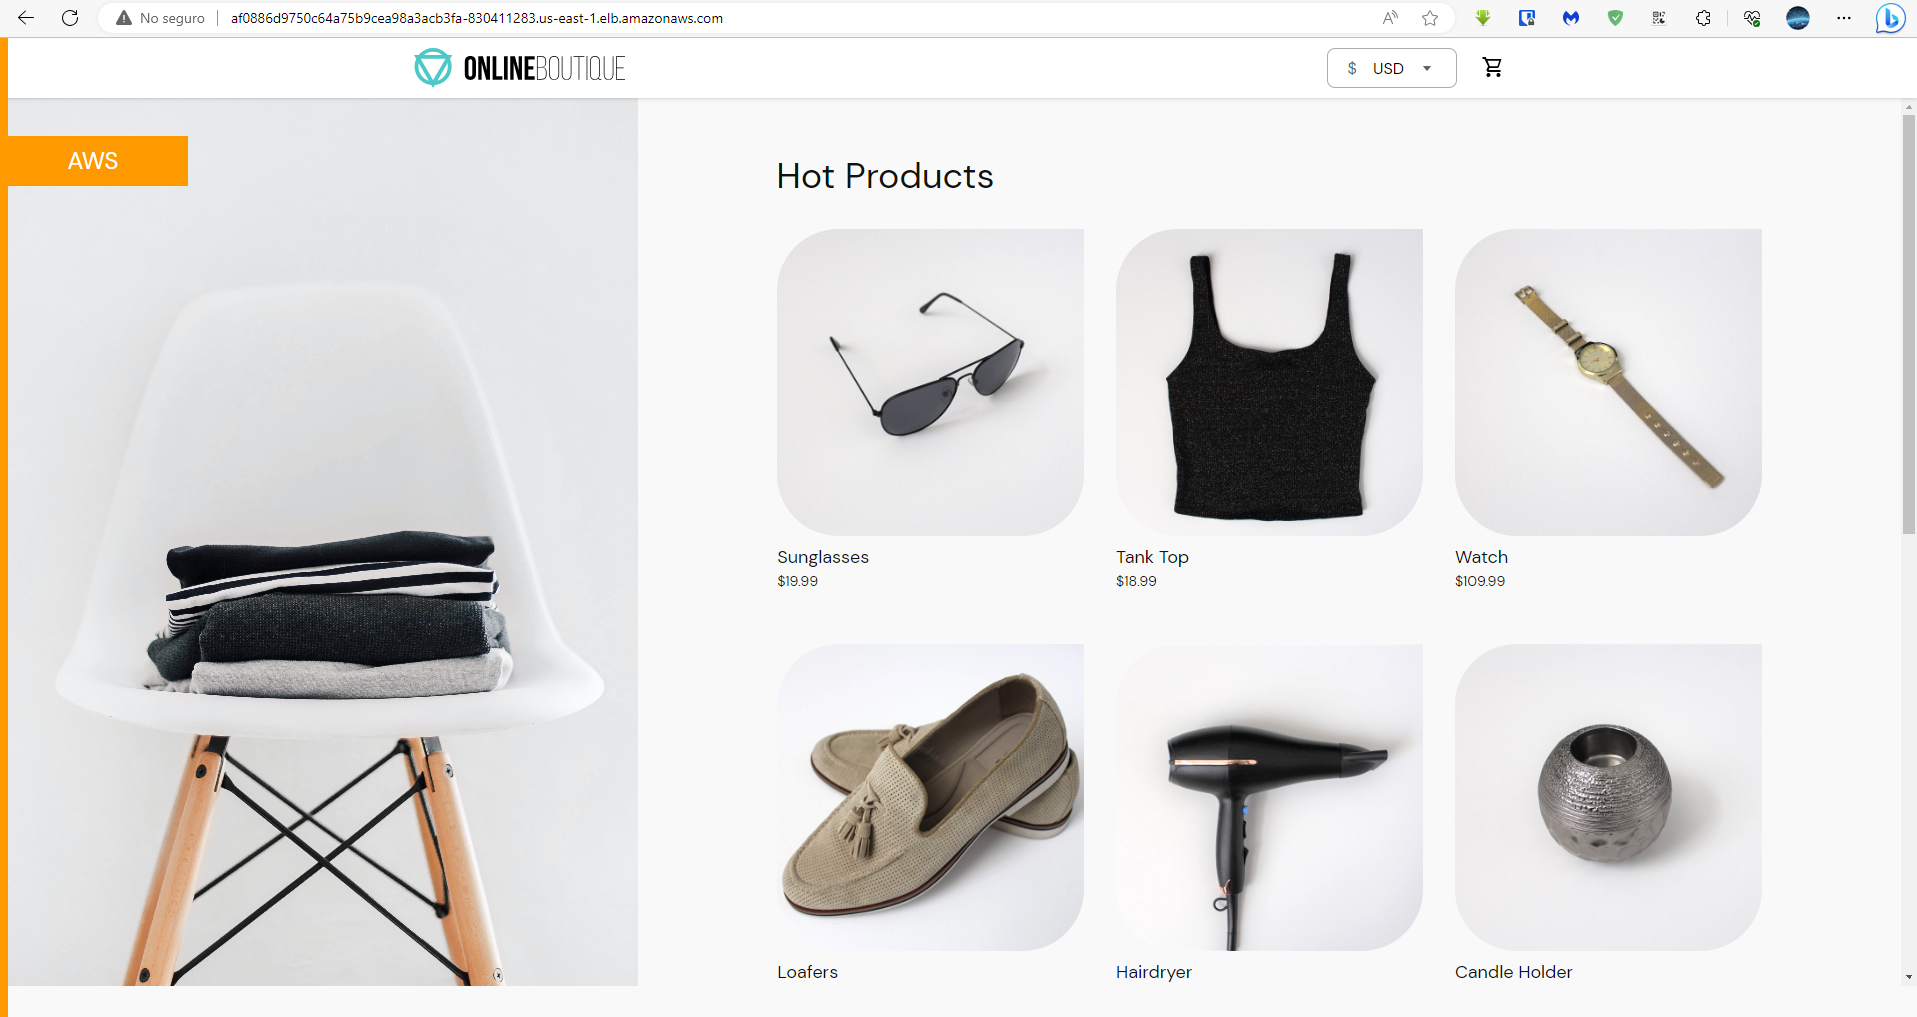 No seguro
af0886d9750c64a75b9cea98a3acb3fa-830411283.us-east-1.elb.amazonaws.com
ONLINEBOUTIQUE
$ USD
AWS
Hot Products
Sunglasses
$19.99
Tank Top
$18.99
Watch
$109.99
Loafers
Hairdryer
Candle Holder